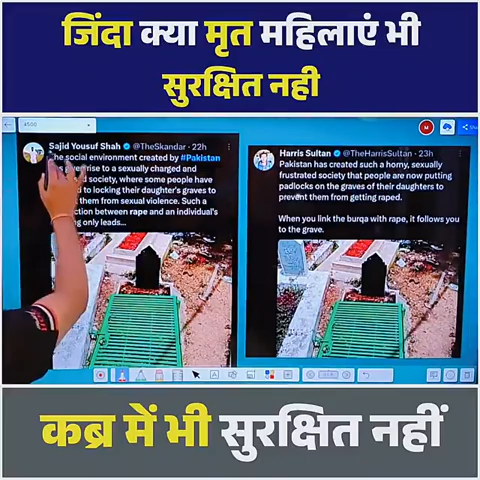 जिंदा क्या मृत महिलाएं भी
सुरक्षित नही
4500
M
Sha
Sajid Yousuf Shah @TheSkandar · 22h
The social environment created by #Pakistan
rise to a sexually charged and
society, where some people have
to locking their daughter's graves to
them from sexual violence. Such a
between rape and an individual's
only leads...
Harris Sultan @TheHarrisSultan · 23h
Pakistan has created such a horny, sexually
frustrated society that people are now putting
padlocks on the graves of their daughters to
prevent them from getting raped.
When you link the burqa with rape, it follows you
to the grave.
कब्र में भी सुरक्षित नहीं